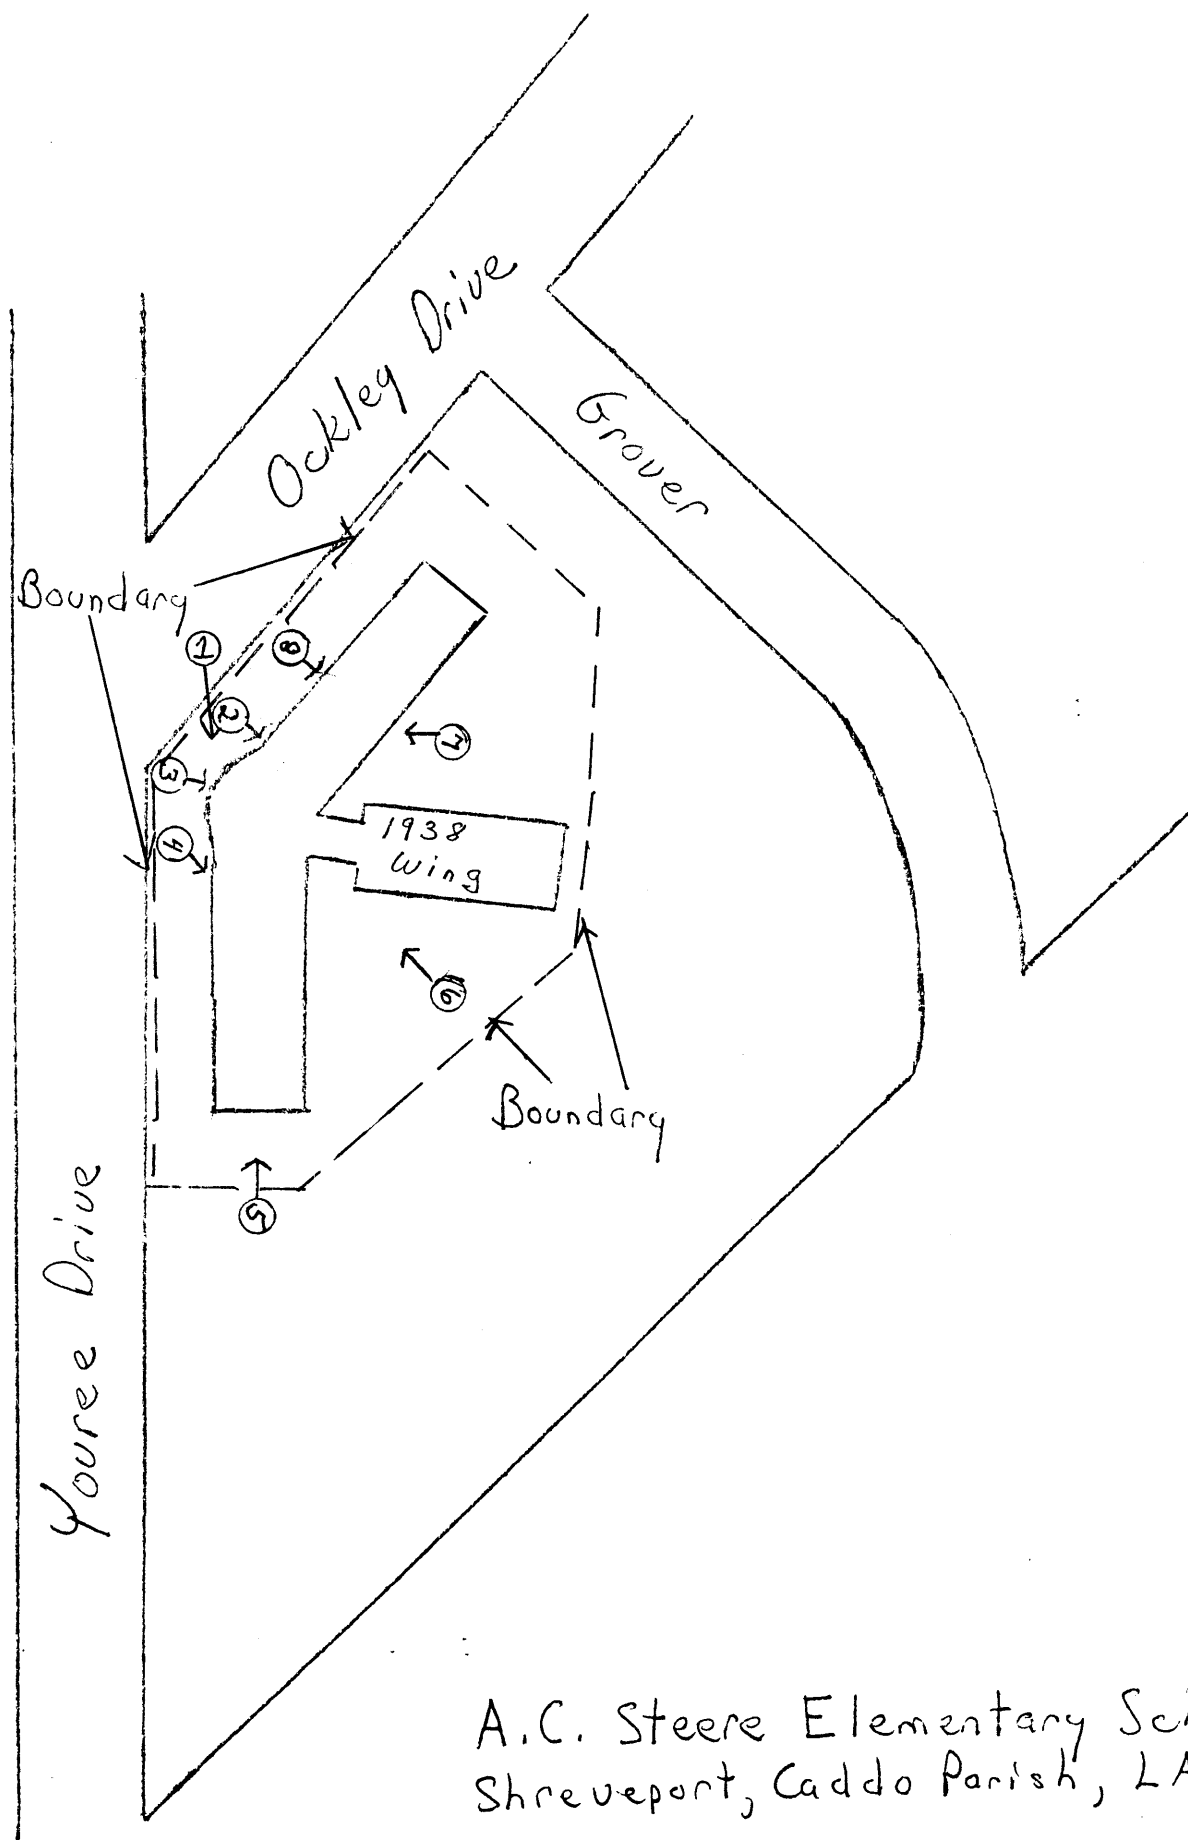 Ockley Drive
Grover
Boundary
1
8
2
7
3
1938
Wing
4
6
Boundary
5
Youree Drive
A.C. Steere Elementary
Shreveport, Caddo Parish, LA